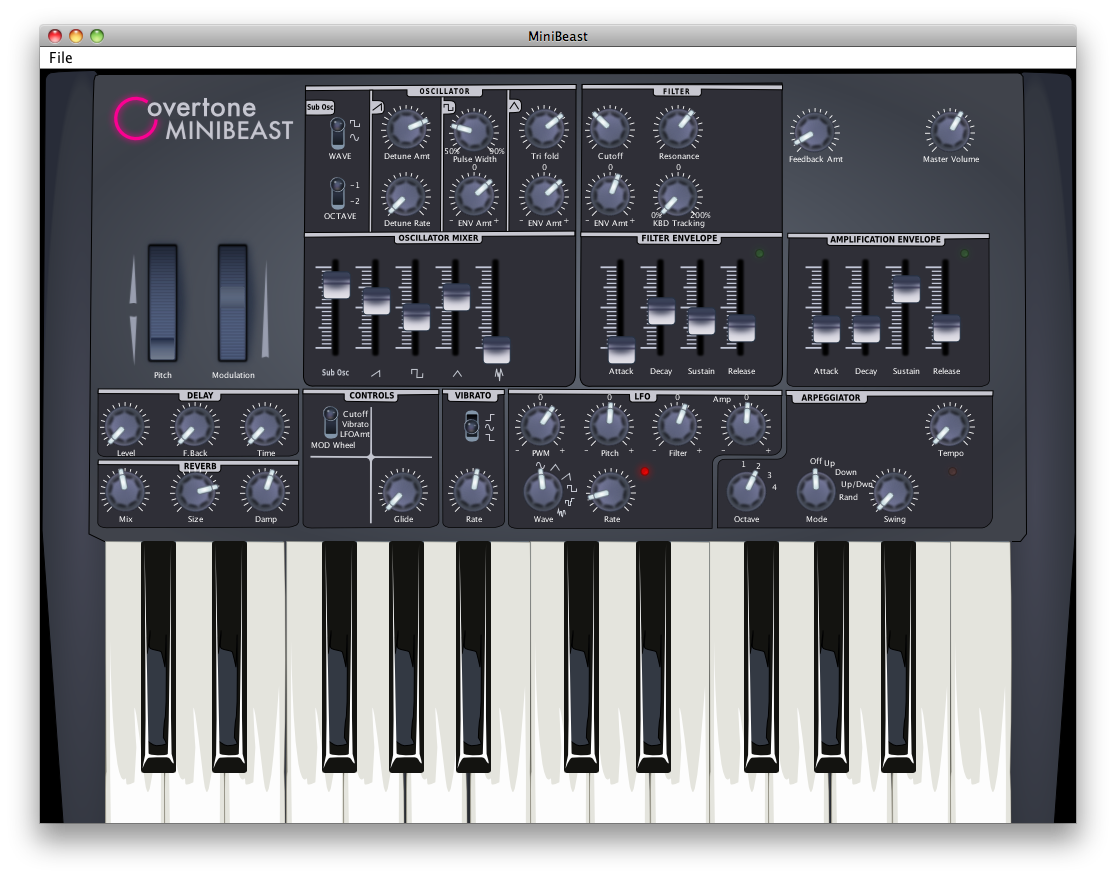 MiniBeast
File
overtone
MINIBEAST
OSCILLATOR
Sub Osc
WAVE
Detune Amt
50% 90%
Pulse Width
Tri fold
-1
-2
OCTAVE
Detune Rate
0
- ENV Amt +
0
- ENV Amt +
FILTER
Cutoff
Resonance
0
- ENV Amt +
0
0% 200%
KBD Tracking
Feedback Amt
Master Volume
OSCILLATOR MIXER
Sub Osc
FILTER ENVELOPE
Attack Decay Sustain Release
AMPLIFICATION ENVELOPE
Attack Decay Sustain Release
Pitch
Modulation
DELAY
Level F.Back Time
REVERB
Mix Size Damp
CONTROLS
Cutoff
Vibrato
LFOAmt
MOD Wheel
Glide
VIBRATO
Rate
LFO
0
- PWM +
0
- Pitch +
0
- Filter +
Amp 0
- +
Wave
Rate
ARPEGGIATOR
Tempo
1 2 3 4
Octave
Off Up
Down
Up/Dwn
Rand
Mode
Swing